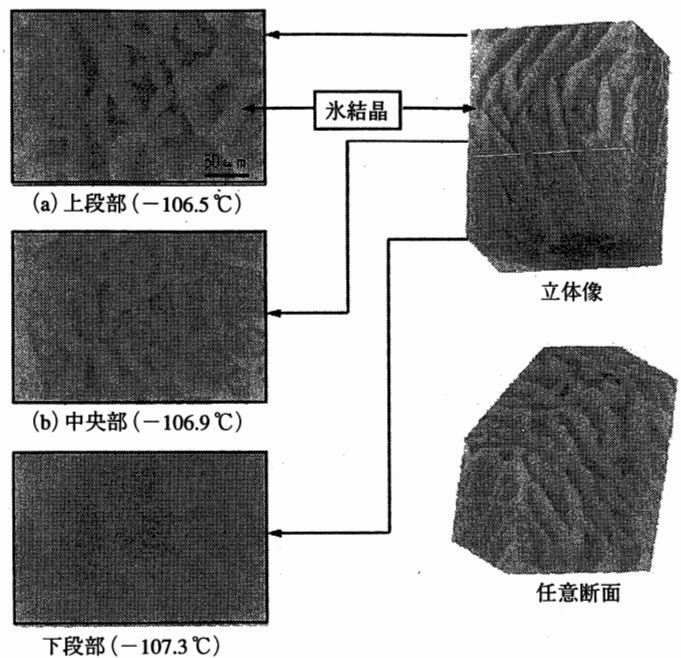 50μm
(a)上段部(−106.5℃)
氷結晶
(b)中央部(−106.9℃)
下段部(−107.3℃)
立体像
任意断面